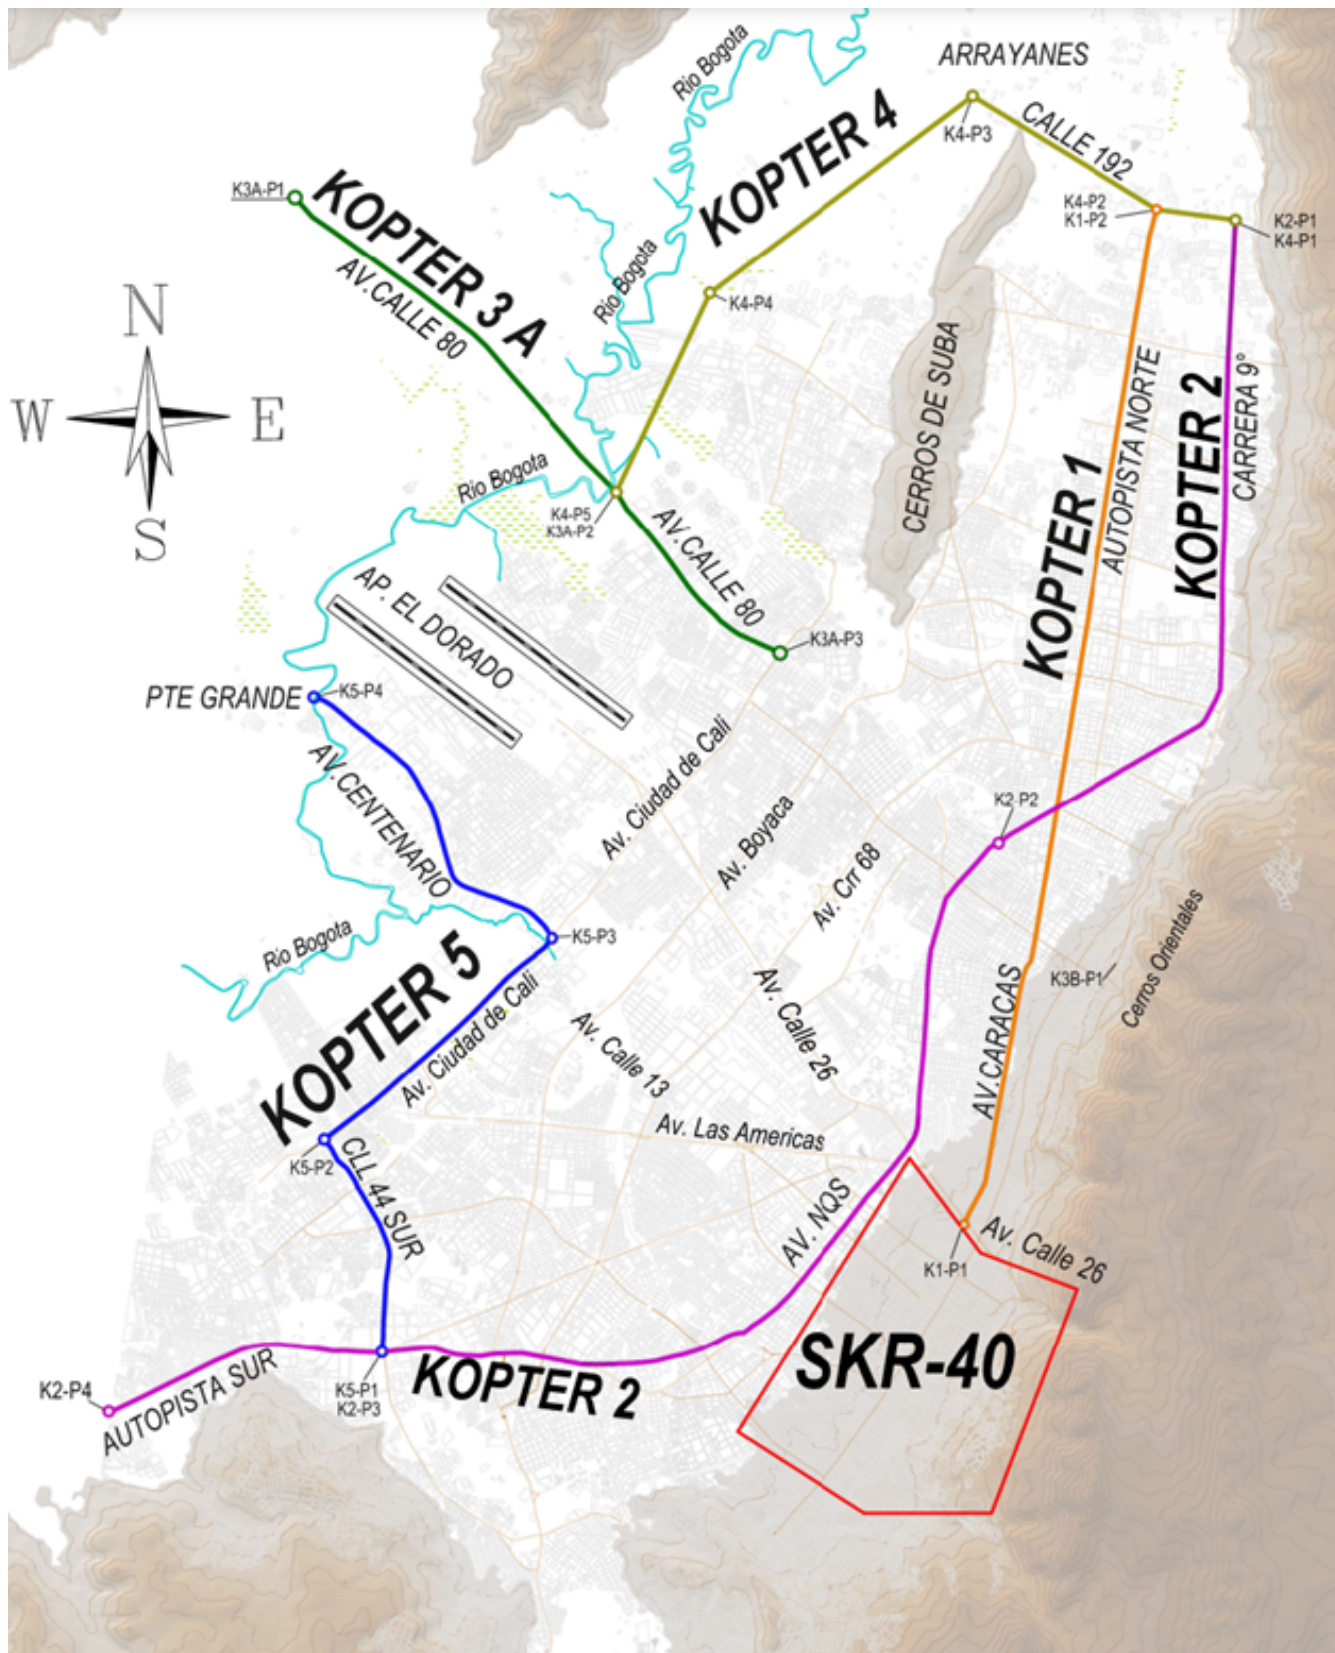 ARRAYANES
Rio Bogota
K4-P3
KOPTER 4
CALLE 192
K3A-P1
KOPTER 3 A
AV.CALLE 80
K4-P2
K1-P2
K2-P1
K4-P1
Rio Bogota
K4-P4
N
W
E
S
CERROS DE SUBA
AUTOPISTA NORTE
KOPTER 2
CARRERA 9°
KOPTER 1
Rio Bogota
K4-P5
K3A-P2
AV.CALLE 80
AP. EL DORADO
K3A-P3
PTE GRANDE
K5-P4
AV.CENTENARIO
Av. Ciudad de Cali
Av. Boyaca
Av. Crr 68
K2-P2
Rio Bogota
K5-P3
KOPTER 5
Av. Ciudad de Cali
Av. Calle 13
Av. Calle 26
K3B-P1
Cerros Orientales
AV.CARACAS
Av. Las Americas
K5-P2
CLL 44 SUR
AV. NQS
K1-P1
Av. Calle 26
SKR-40
K2-P4
AUTOPISTA SUR
K5-P1
K2-P3
KOPTER 2